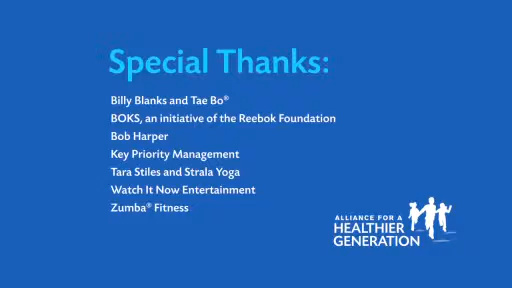 Special Thanks:
Billy Blanks and Tae Bo®
BOKS, an initiative of the Reebok Foundation
Bob Harper
Key Priority Management
Tara Stiles and Strala Yoga
Watch It Now Entertainment
Zumba® Fitness
ALLIANCE FOR A
HEALTHIER
GENERATION